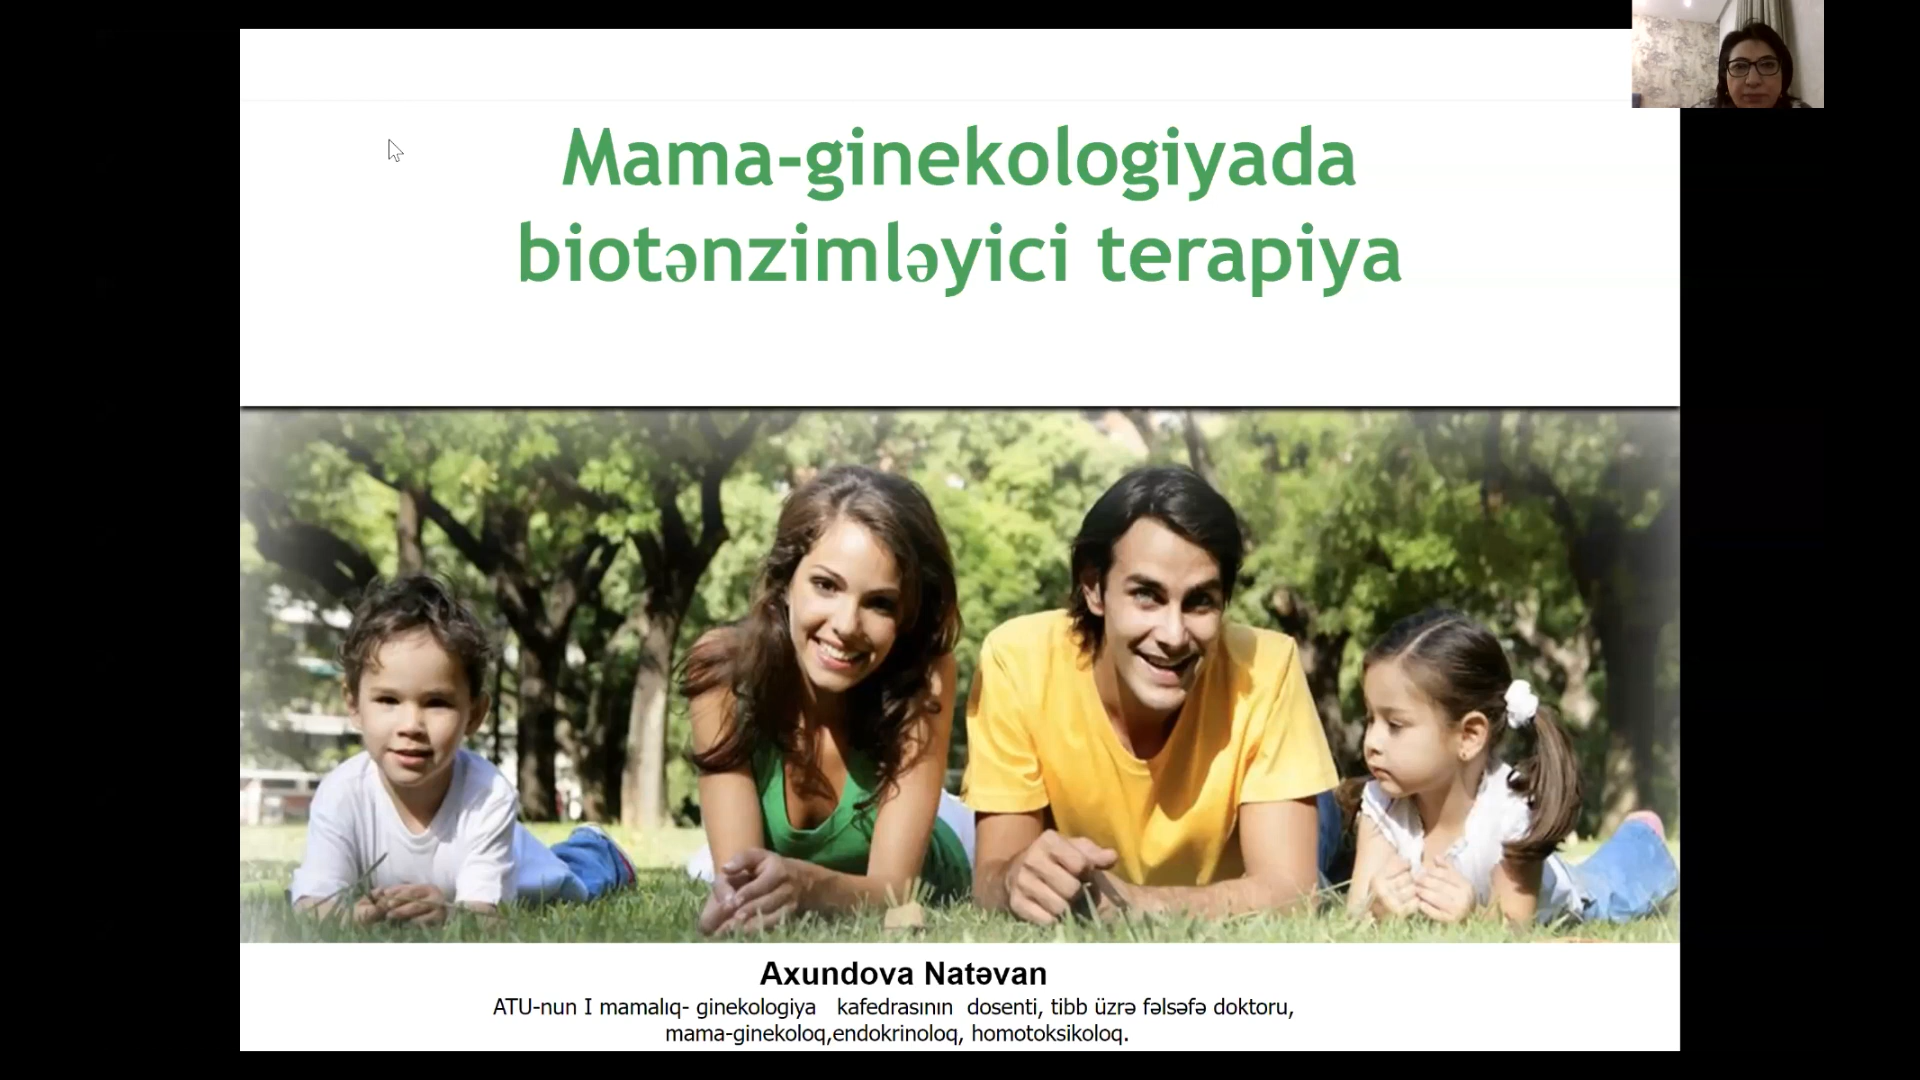 Mama-ginekologiyada
biotənzimləyici terapiya
Axundova Natəvan
ATU-nun I mamalıq- ginekologiya kafedrasının dosenti, tibb üzrə fəlsəfə doktoru,
mama-ginekoloq,endokrinoloq, homotoksikoloq.